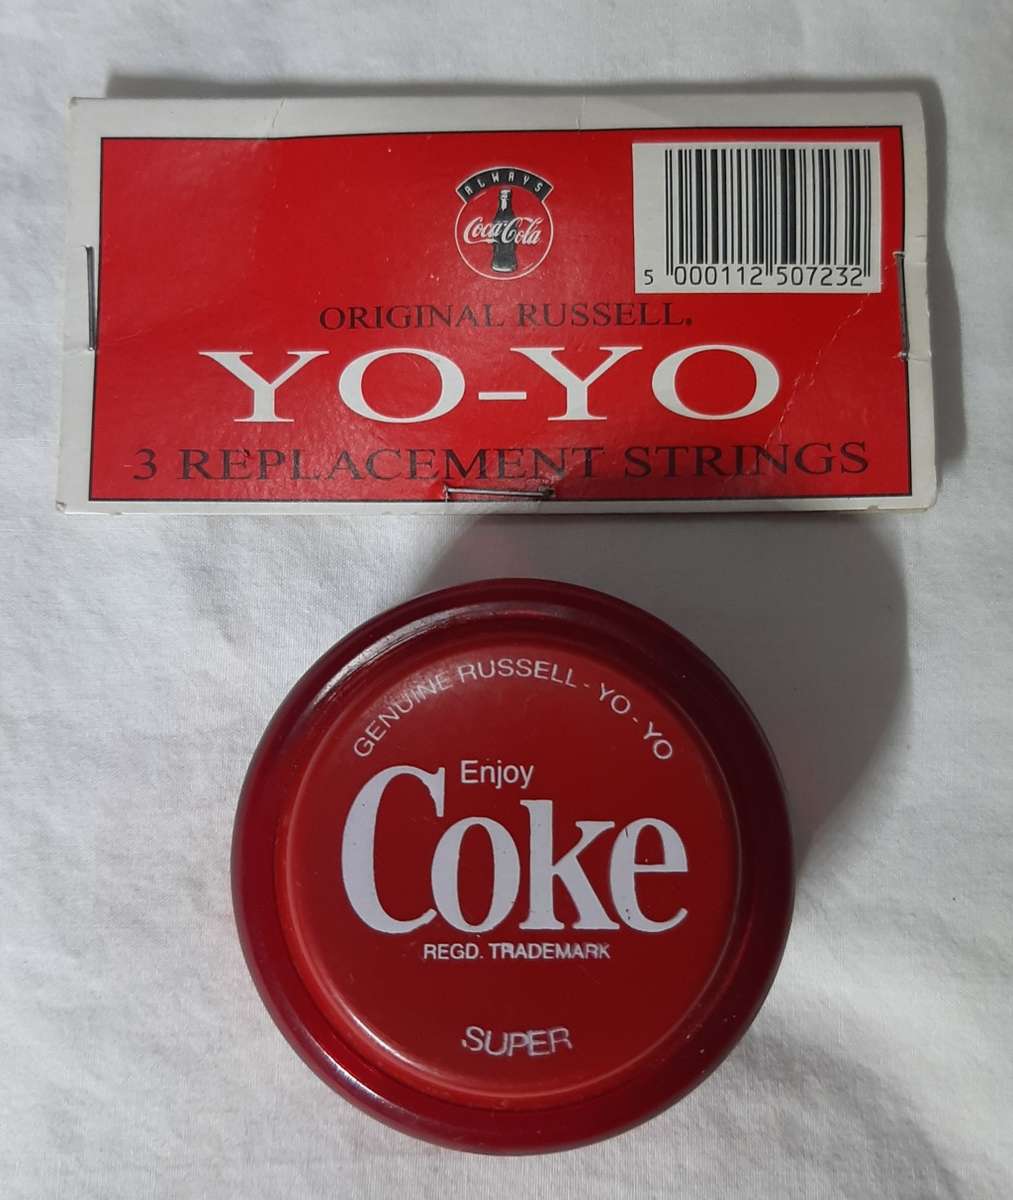 ALWAYS
Coca-Cola
5 000112 507232
ORIGINAL RUSSELL®
YO-YO
3 REPLACEMENT STRINGS
GENUINE RUSSELL - YO - YO
Enjoy
Coke
REGD. TRADEMARK
SUPER